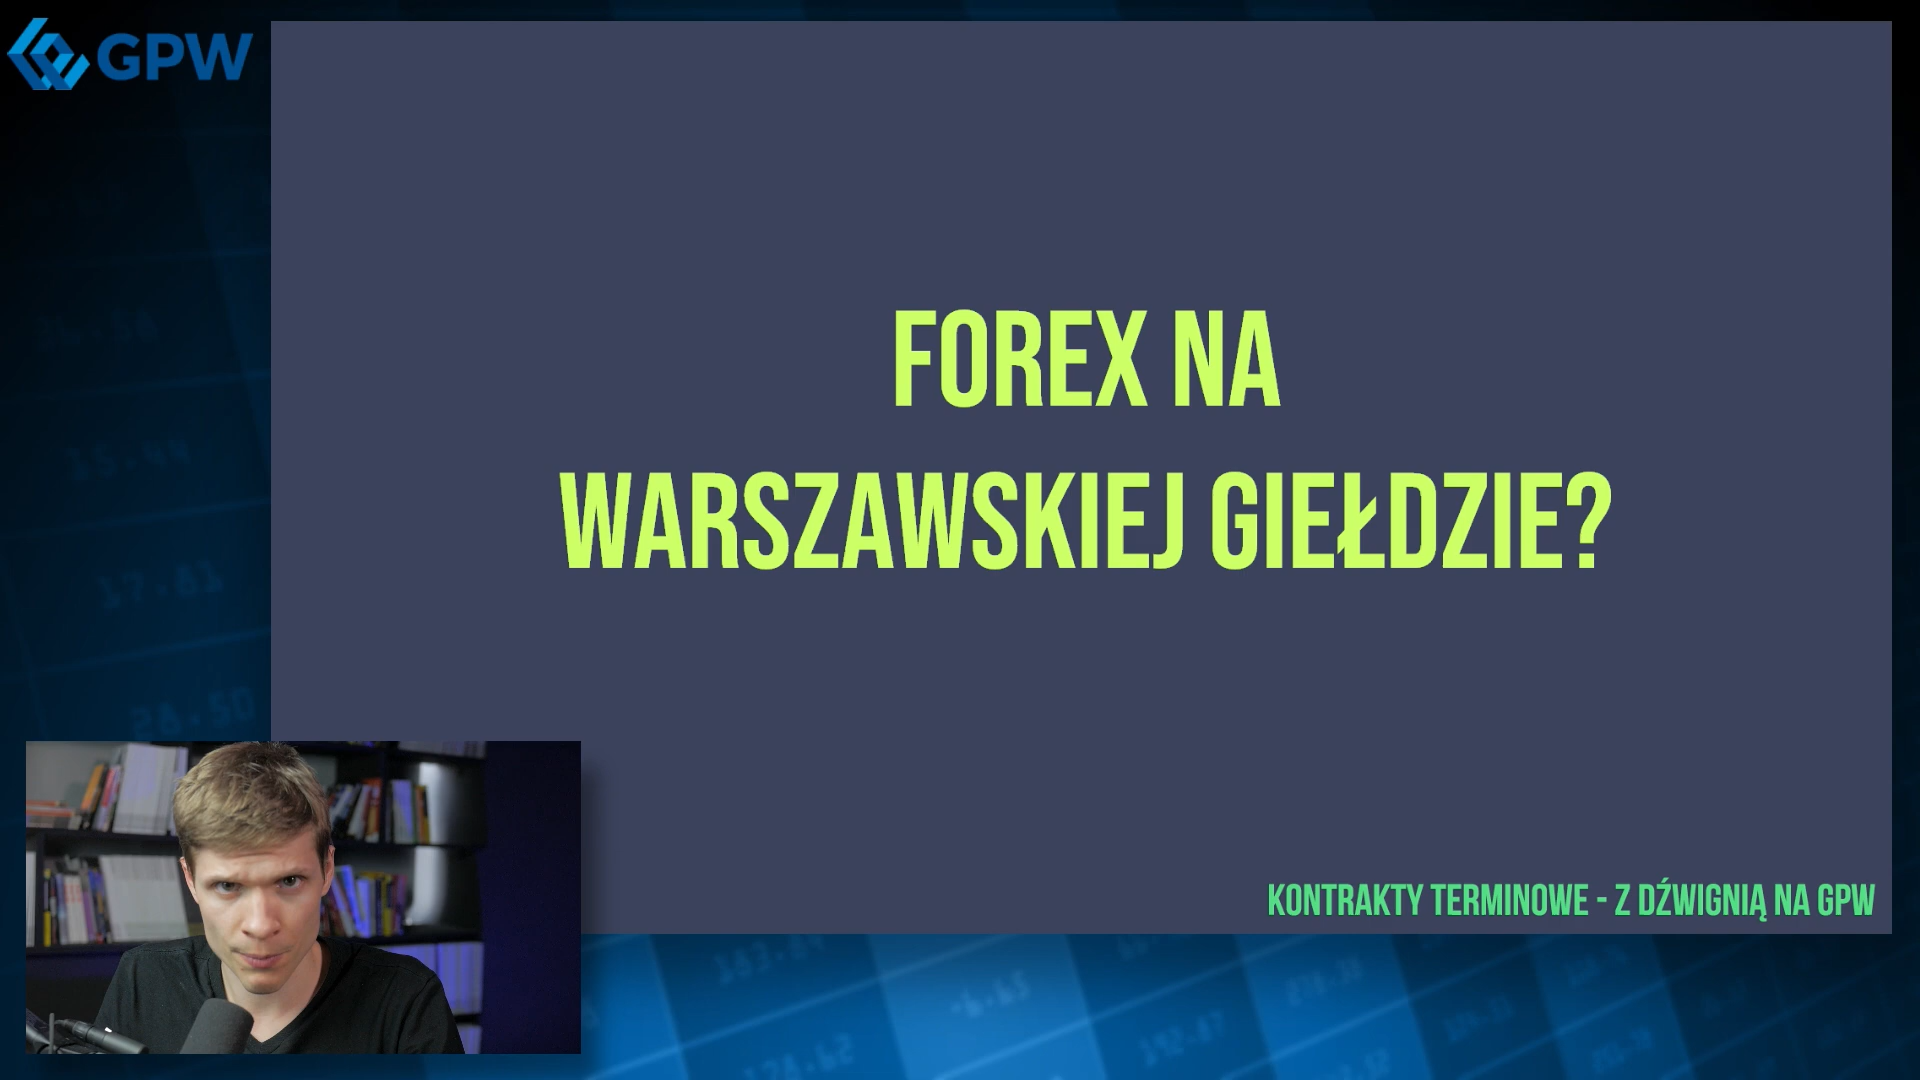 GPW
FOREX NA
WARSZAWSKIEJ GIEŁDZIE?
KONTRAKTY TERMINOWE - Z DŹWIGNIĄ NA GPW